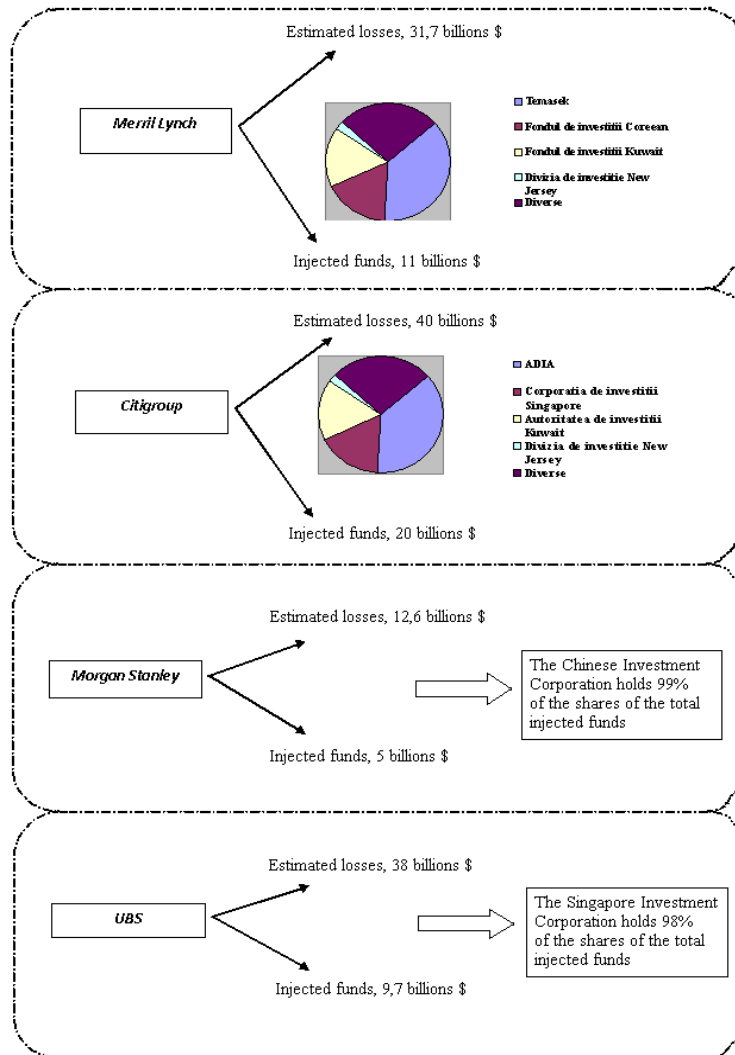 Estimated losses, 31,7 billions $
Merril Lynch
Temasek
Fondul de investitii Coreean
Fondul de investitii Kuwait
Divizia de investitie New
Jersey
Diverse
Injected funds, 11 billions $
Estimated losses, 40 billions $
Citigroup
ADIA
Corporatia de investitii
Singapore
Autoritatea de investitii
Kuwait
Divizia de investitie New
Jersey
Diverse
Injected funds, 20 billions $
Estimated losses, 12,6 billions $
Morgan Stanley
The Chinese Investment
Corporation holds 99%
of the shares of the total
injected funds
Injected funds, 5 billions $
Estimated losses, 38 billions $
UBS
The Singapore Investment
Corporation holds 98%
of the shares of the total
injected funds
Injected funds, 9,7 billions $